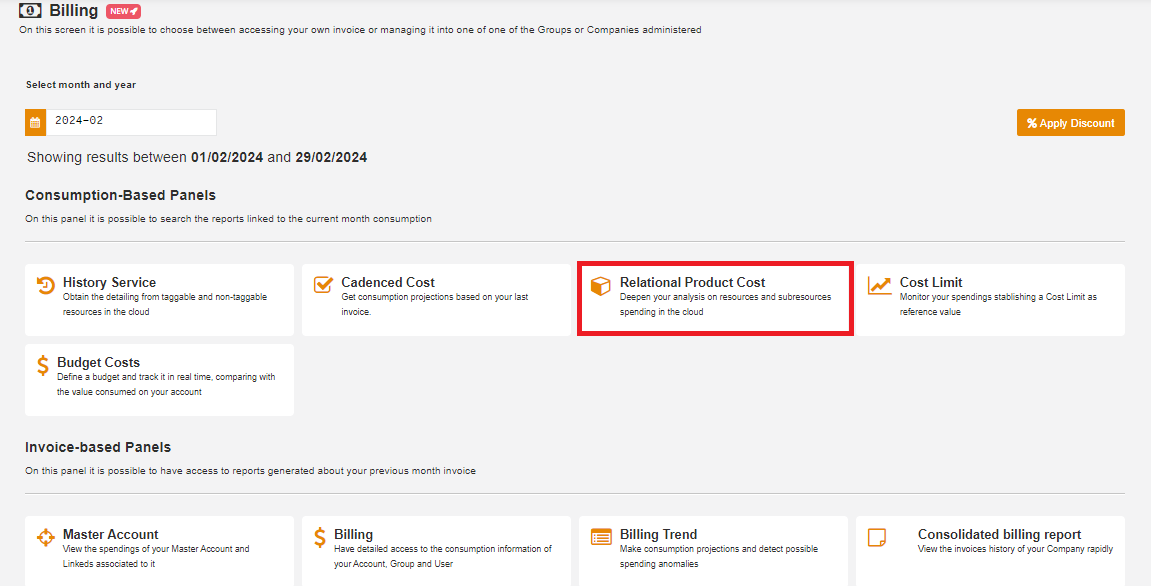 Billing NEW
On this screen it is possible to choose between accessing your own invoice or managing it into one of one of the Groups or Companies administered
Select month and year
2024-02
% Apply Discount
Showing results between 01/02/2024 and 29/02/2024
Consumption-Based Panels
On this panel it is possible to search the reports linked to the current month consumption
History Service
Obtain the detailing from taggable and non-taggable
resources in the cloud
Cadenced Cost
Get consumption projections based on your last
invoice.
Relational Product Cost
Deepen your analysis on resources and subresources
spending in the cloud
Cost Limit
Monitor your spendings stablishing a Cost Limit as
reference value
Budget Costs
Define a budget and track it in real time, comparing with
the value consumed on your account
Invoice-based Panels
On this panel it is possible to have access to reports generated about your previous month invoice
Master Account
View the spendings of your Master Account and
Linkeds associated to it
Billing
Have detailed access to the consumption information of
your Account, Group and User
Billing Trend
Make consumption projections and detect possible
spending anomalies
Consolidated billing report
View the invoices history of your Company rapidly